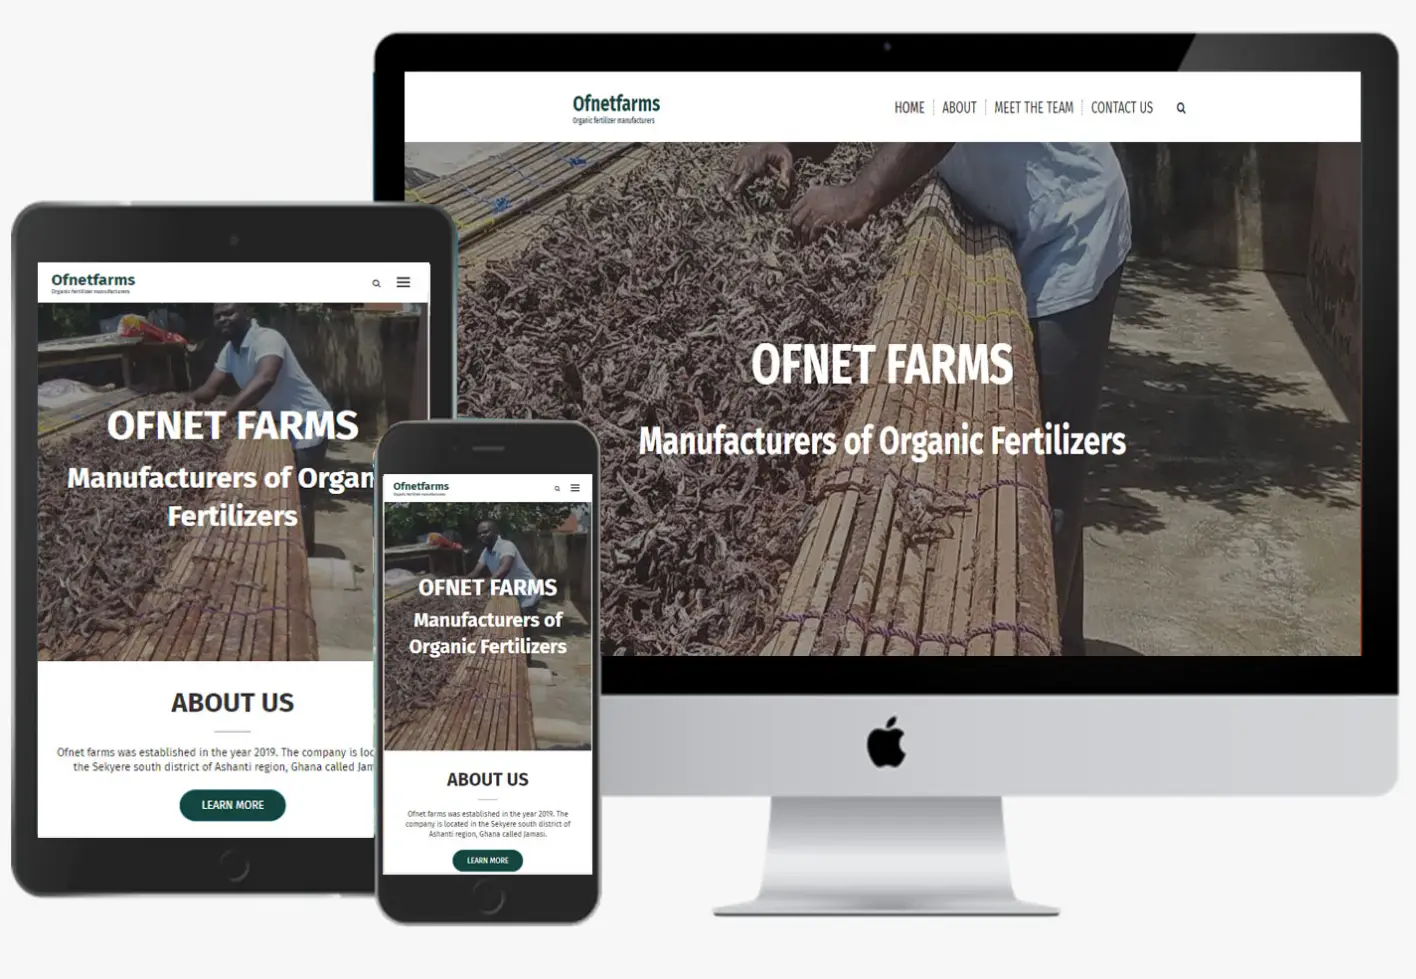 Ofnetfarms
Organic fertilizer manufacturers
HOME
ABOUT
MEET THE TEAM
CONTACT US
OFNET FARMS
Manufacturers of Organic Fertilizers
Ofnetfarms
Organic fertilizer manufacturers
OFNET FARMS
Manufacturers of Organ
Fertilizers
ABOUT US
Ofnet farms was established in the year 2019. The company is loc
the Sekyere south district of Ashanti region, Ghana called Jam
LEARN MORE
Ofnetfarms
Organic fertilizer manufacturers
OFNET FARMS
Manufacturers of
Organic Fertilizers
ABOUT US
Ofnet farms was established in the year 2019. The
company is located in the Sekyere south district of
Ashanti region, Ghana called Jamasi.
LEARN MORE